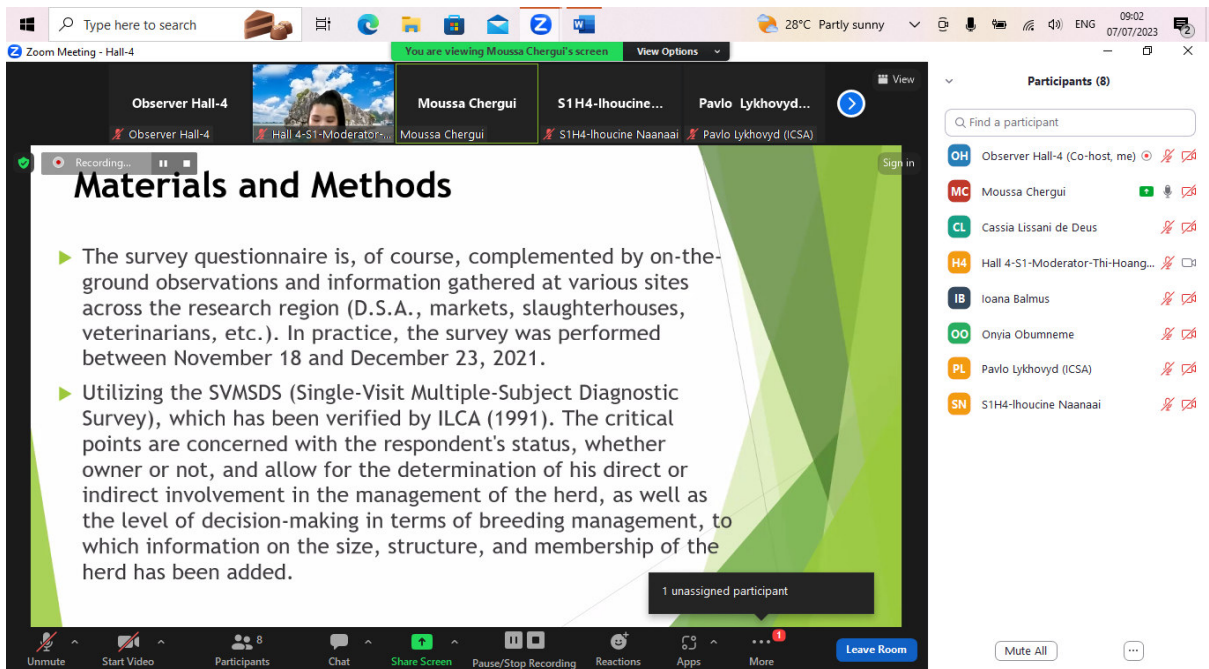 Type here to search
28°C Partly sunny
ENG
09:02
07/07/2023
2
Zoom Meeting - Hall-4
You are viewing Moussa Chergui's screen
View Options
View
Observer Hall-4
Moussa Chergui
S1H4-Ihoucine...
Pavlo Lykhovyd...
Observer Hall-4
Hall 4-S1-Moderator-...
Moussa Chergui
S1H4-Ihoucine Naanaai
Pavlo Lykhovyd (ICSA)
Recording...
Sign in
Materials and Methods
The survey questionnaire is, of course, complemented by on-the-
ground observations and information gathered at various sites
across the research region (D.S.A., markets, slaughterhouses,
veterinarians, etc.). In practice, the survey was performed
between November 18 and December 23, 2021.
Utilizing the SVMSDS (Single-Visit Multiple-Subject Diagnostic
Survey), which has been verified by ILCA (1991). The critical
points are concerned with the respondent's status, whether
owner or not, and allow for the determination of his direct or
indirect involvement in the management of the herd, as well as
the level of decision-making in terms of breeding management, to
which information on the size, structure, and membership of the
herd has been added.
1 unassigned participant
Participants (8)
Find a participant
OH Observer Hall-4 (Co-host, me)
MC Moussa Chergui
CL Cassia Lissani de Deus
H4 Hall 4-S1-Moderator-Thi-Hoang...
IB Ioana Balmus
OO Onyia Obumneme
PL Pavlo Lykhovyd (ICSA)
SN S1H4-Ihoucine Naanaai
Unmute
Start Video
8
Participants
Chat
Share Screen
Pause/Stop Recording
Reactions
Apps
1
More
Leave Room
Mute All